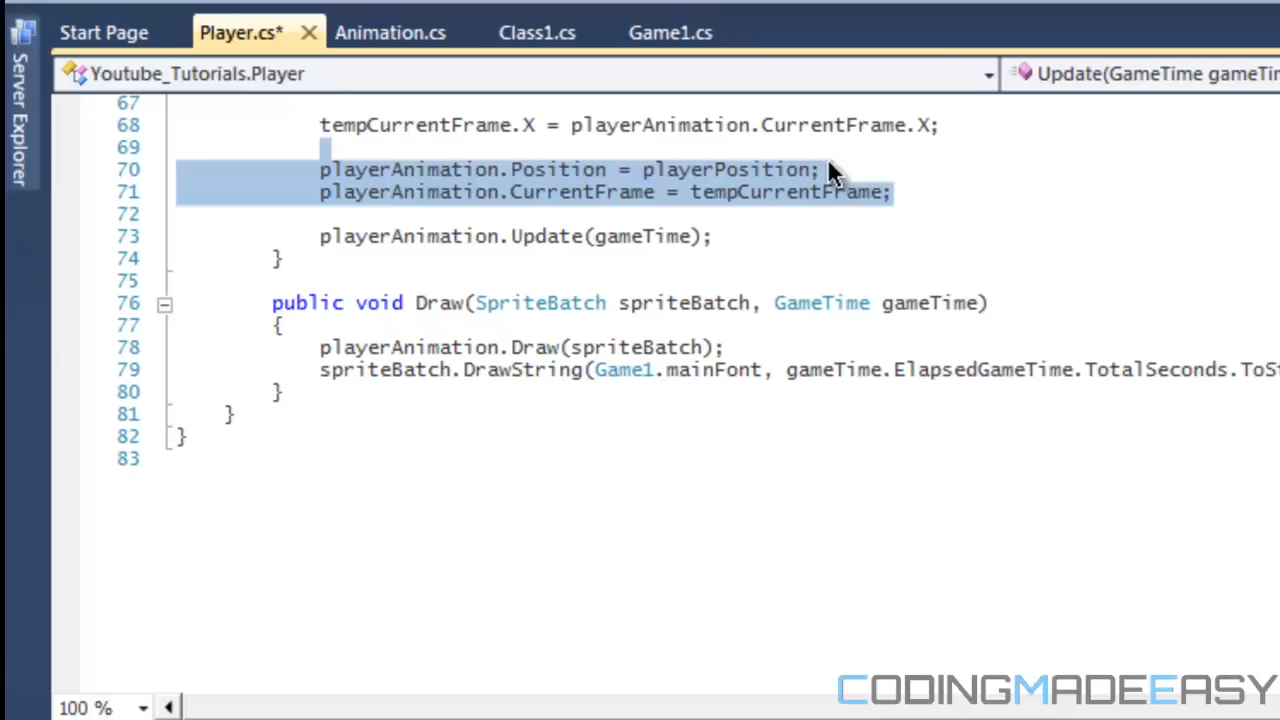 Start Page Player.cs* Animation.cs Class1.cs Game1.cs
Server Explorer
Youtube_Tutorials.Player Update(GameTime
67
68 tempCurrentFrame.X = playerAnimation.CurrentFrame.X;
69
70 playerAnimation.Position = playerPosition;
71 playerAnimation.CurrentFrame = tempCurrentFrame;
72
73 playerAnimation.Update(gameTime);
74 }
75
76 public void Draw(SpriteBatch spriteBatch, GameTime gameTime)
77 {
78 playerAnimation.Draw(spriteBatch);
79 spriteBatch.DrawString(Game1.mainFont, gameTime.ElapsedGameTime.TotalSeconds.ToSt
80 }
81 }
82 }
83
100 %
CODINGMADEEASY